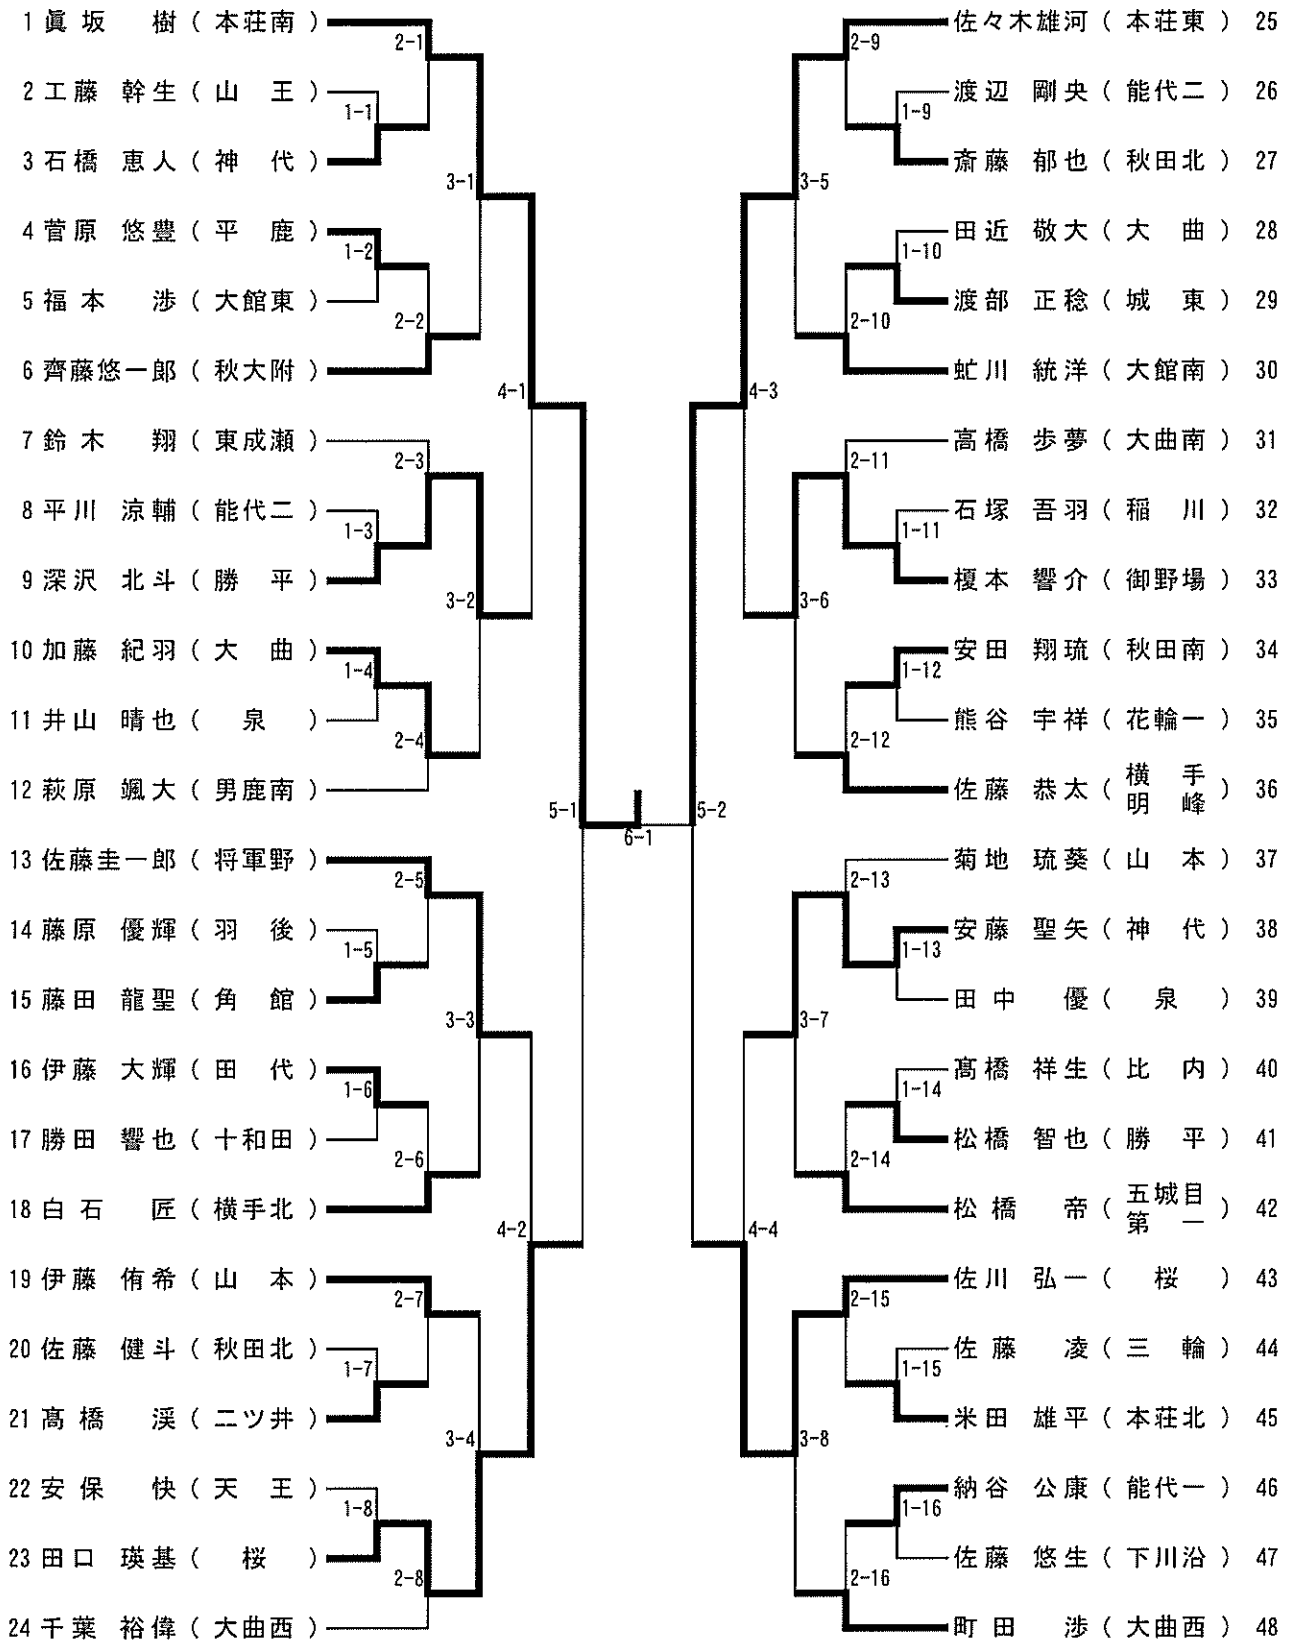 1 眞坂 樹 ( 本荘南 )
2 工藤 幹生 ( 山 王 )
3 石橋 恵人 ( 神 代 )
4 菅原 悠豊 ( 平 鹿 )
5 福本 渉 ( 大館東 )
6 齊藤悠一郎 ( 秋大附 )
7 鈴木 翔 ( 東成瀬 )
8 平川 涼輔 ( 能代二 )
9 深沢 北斗 ( 勝 平 )
10 加藤 紀羽 ( 大 曲 )
11 井山 晴也 ( 泉 )
12 萩原 颯大 ( 男鹿南 )
13 佐藤圭一郎 ( 将軍野 )
14 藤原 優輝 ( 羽 後 )
15 藤田 龍聖 ( 角 館 )
16 伊藤 大輝 ( 田 代 )
17 勝田 響也 ( 十和田 )
18 白石 匠 ( 横手北 )
19 伊藤 侑希 ( 山 本 )
20 佐藤 健斗 ( 秋田北 )
21 髙橋 渓 ( 二ツ井 )
22 安保 快 ( 天 王 )
23 田口 瑛基 ( 桜 )
24 千葉 裕偉 ( 大曲西 )
2-1
1-1
3-1
1-2
2-2
4-1
2-3
1-3
3-2
1-4
2-4
5-1
2-5
1-5
3-3
1-6
2-6
4-2
2-7
1-7
3-4
1-8
2-8
6-1
2-9
1-9
3-5
1-10
2-10
4-3
2-11
1-11
3-6
1-12
2-12
5-2
2-13
1-13
3-7
1-14
2-14
4-4
2-15
1-15
3-8
1-16
2-16
佐々木雄河 ( 本荘東 ) 25
渡辺 剛央 ( 能代二 ) 26
斎藤 郁也 ( 秋田北 ) 27
田近 敬大 ( 大 曲 ) 28
渡部 正稔 ( 城 東 ) 29
虻川 統洋 ( 大館南 ) 30
高橋 歩夢 ( 大曲南 ) 31
石塚 吾羽 ( 稲 川 ) 32
榎本 響介 ( 御野場 ) 33
安田 翔琉 ( 秋田南 ) 34
熊谷 宇祥 ( 花輪一 ) 35
佐藤 恭太 ( 横手明峰 ) 36
菊地 琉葵 ( 山 本 ) 37
安藤 聖矢 ( 神 代 ) 38
田中 優 ( 泉 ) 39
髙橋 祥生 ( 比 内 ) 40
松橋 智也 ( 勝 平 ) 41
松橋 帝 ( 五城目第一 ) 42
佐川 弘一 ( 桜 ) 43
佐藤 凌 ( 三 輪 ) 44
米田 雄平 ( 本荘北 ) 45
納谷 公康 ( 能代一 ) 46
佐藤 悠生 ( 下川沿 ) 47
町田 渉 ( 大曲西 ) 48